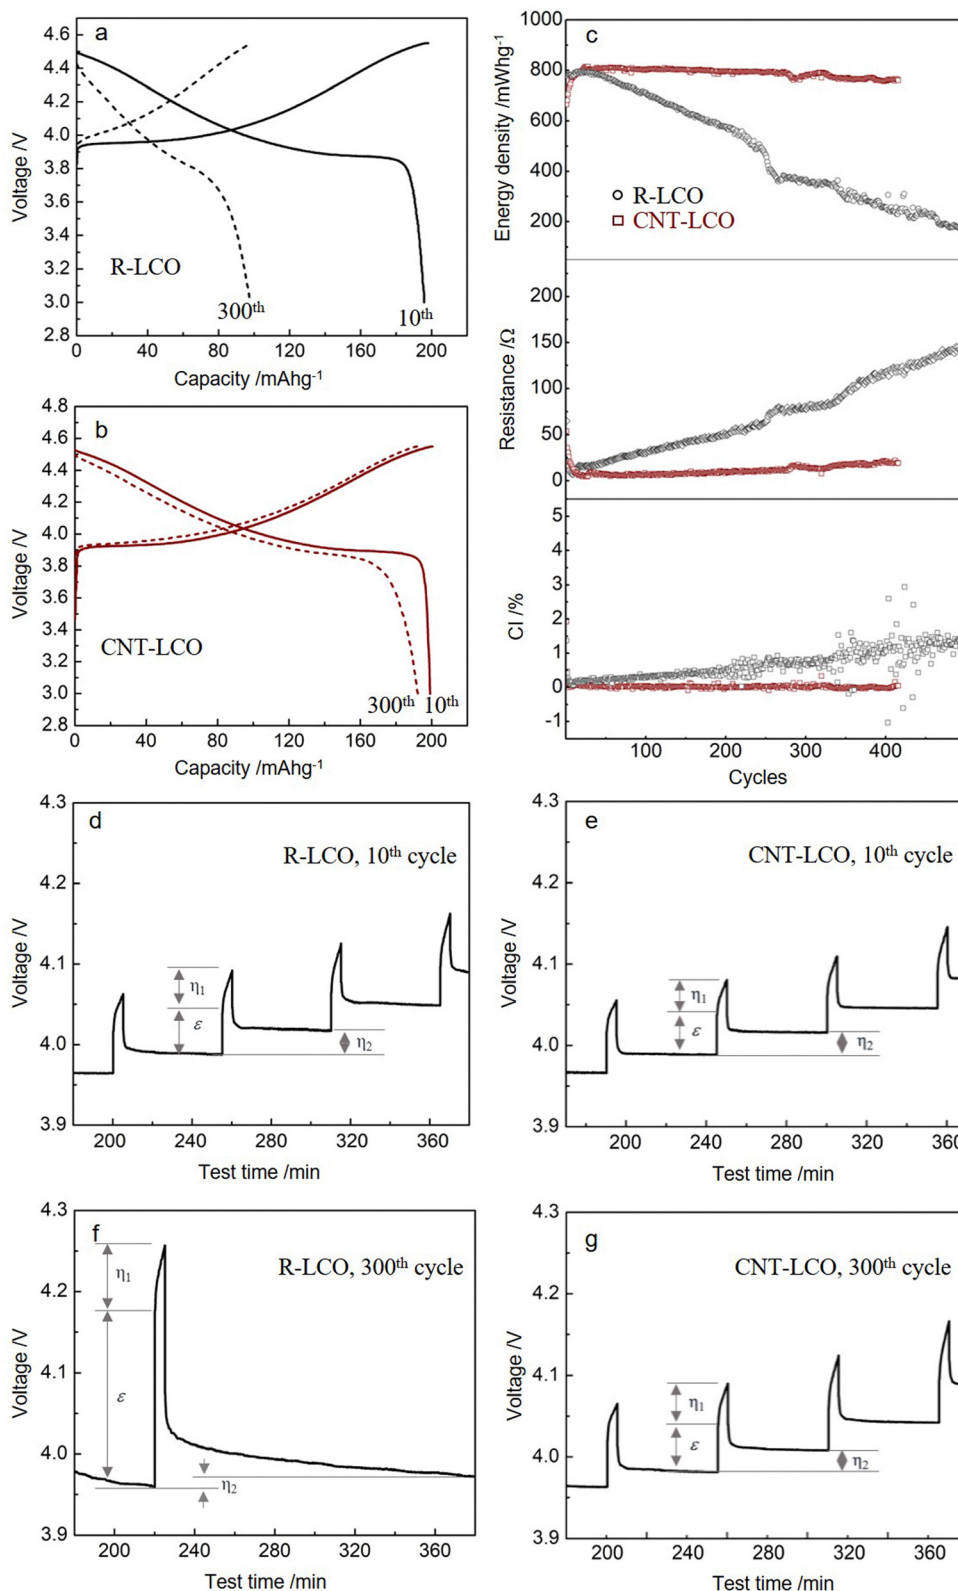 a
4.6
4.4
4.2
4.0
3.8
3.6
3.4
3.2
3.0
2.8
Voltage /V
R-LCO
300th
10th
0 40 80 120 160 200
Capacity /mAhg-1
b
4.8
4.6
4.4
4.2
4.0
3.8
3.6
3.4
3.2
3.0
2.8
Voltage /V
CNT-LCO
300th 10th
0 40 80 120 160 200
Capacity /mAhg-1
c
1000
800
600
400
200
Energy density /mWhg-1
R-LCO
CNT-LCO
200
150
100
50
0
Resistance /Ω
5
4
3
2
1
0
-1
CI /%
100 200 300 400
Cycles
d
R-LCO, 10th cycle
4.3
4.2
4.1
4.0
3.9
Voltage /V
η1
ε
η2
200 240 280 320 360
Test time /min
e
CNT-LCO, 10th cycle
4.3
4.2
4.1
4.0
3.9
Voltage /V
η1
ε
η2
200 240 280 320 360
Test time /min
f
R-LCO, 300th cycle
4.3
4.2
4.1
4.0
3.9
Voltage /V
η1
ε
η2
200 240 280 320 360
Test time /min
g
CNT-LCO, 300th cycle
4.3
4.2
4.1
4.0
3.9
Voltage /V
η1
ε
η2
200 240 280 320 360
Test time /min